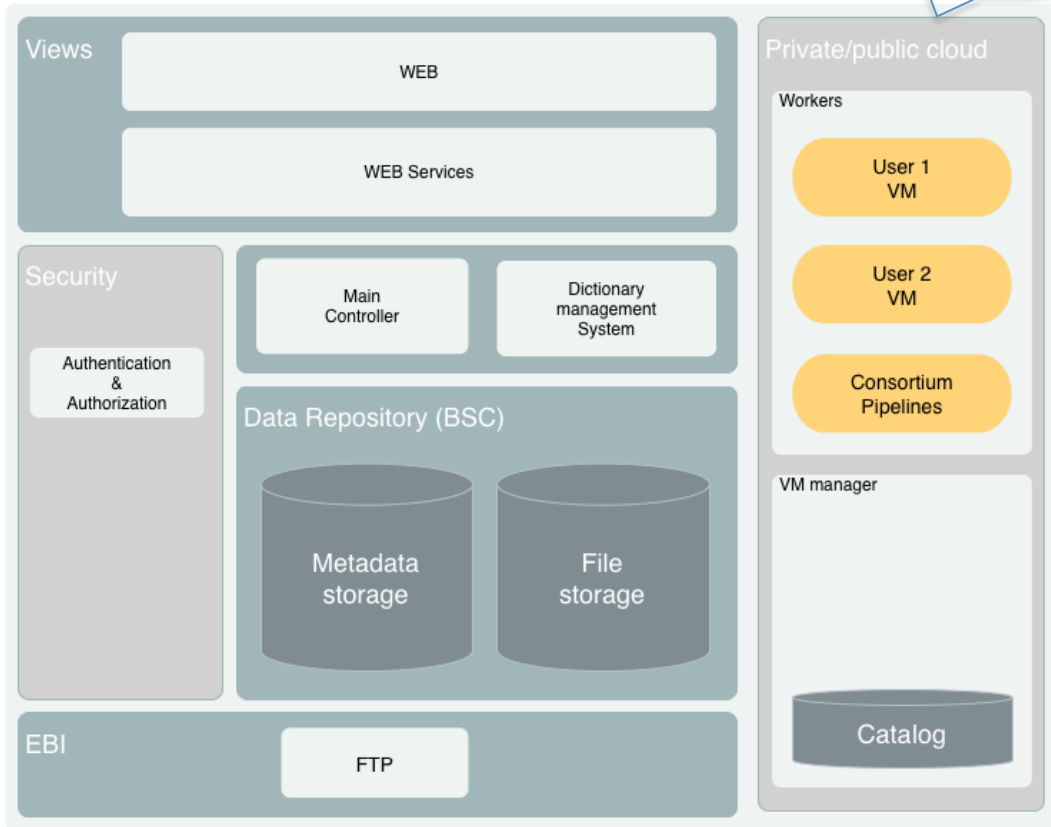 Views
WEB
WEB Services
Security
Authentication
&
Authorization
Main
Controller
Dictionary
management
System
Data Repository (BSC)
Metadata
storage
File
storage
EBI
FTP
Private/public cloud
Workers
User 1
VM
User 2
VM
Consortium
Pipelines
VM manager
Catalog